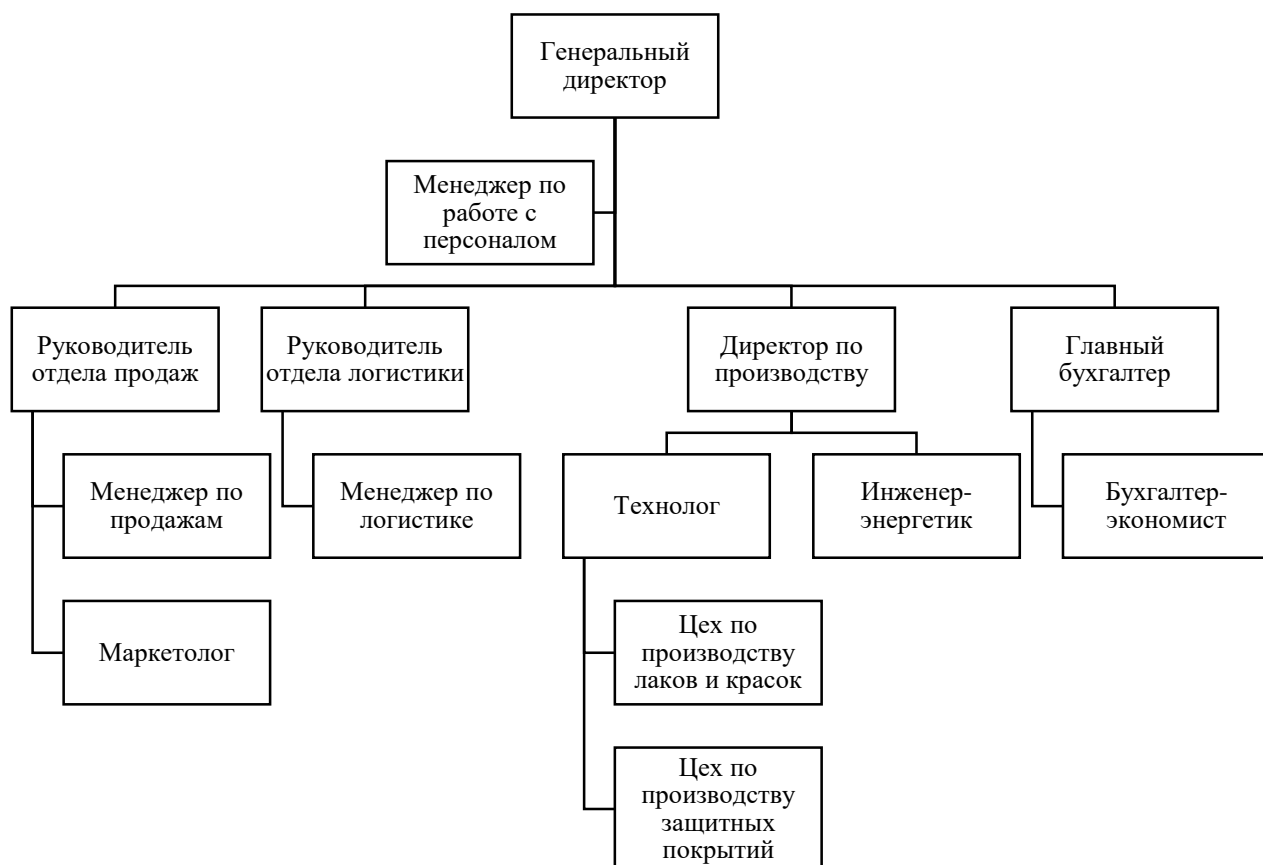 Генеральный
директор
Менеджер по
работе с
персоналом
Руководитель
отдела продаж
Руководитель
отдела логистики
Директор по
производству
Главный
бухгалтер
Менеджер по
продажам
Менеджер по
логистике
Технолог
Инженер-
энергетик
Бухгалтер-
экономист
Маркетолог
Цех по
производству
лаков и красок
Цех по
производству
защитных
покрытий